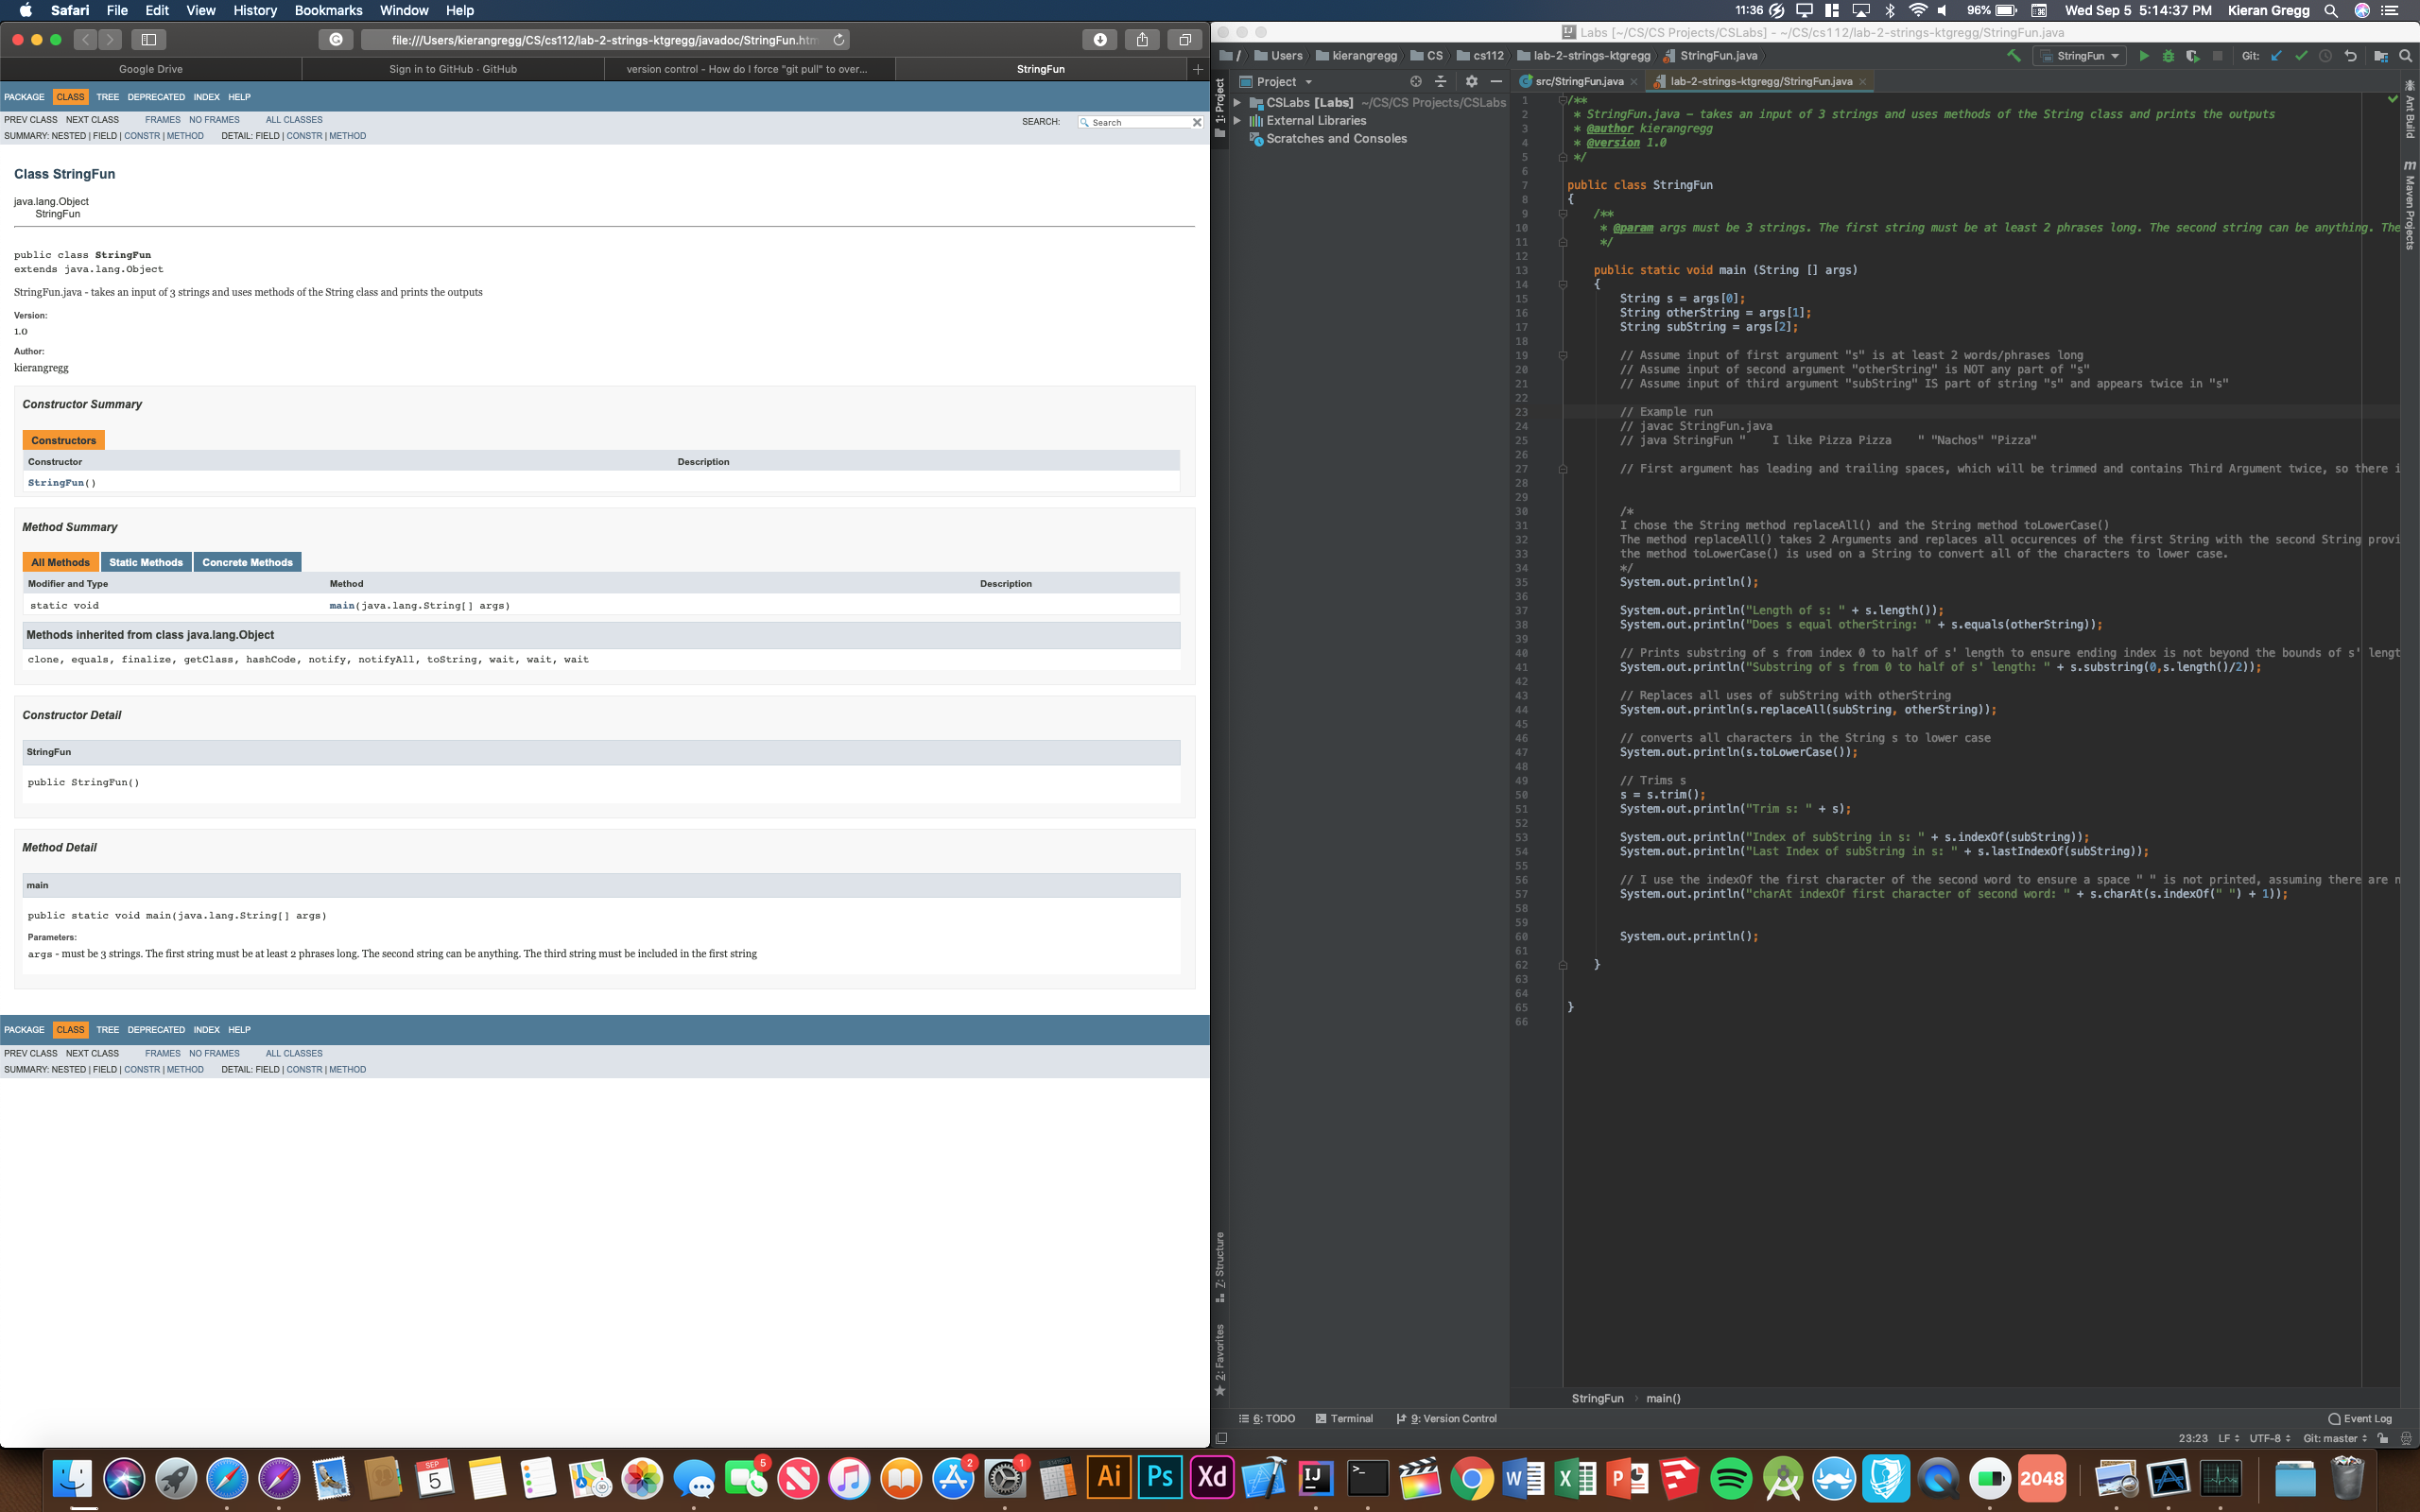 Safari File Edit View History Bookmarks Window Help
11:36 96% Wed Sep 5 5:14:37 PM Kieran Gregg
file:///Users/kierangregg/CS/cs112/lab-2-strings-ktgregg/javadoc/StringFun.htm
Google Drive
Sign in to GitHub · GitHub
version control - How do I force "git pull" to over...
StringFun
PACKAGE CLASS TREE DEPRECATED INDEX HELP
PREV CLASS NEXT CLASS FRAMES NO FRAMES ALL CLASSES
SEARCH: Search
SUMMARY: NESTED | FIELD | CONSTR | METHOD DETAIL: FIELD | CONSTR | METHOD
Class StringFun
java.lang.Object
StringFun
public class StringFun
extends java.lang.Object
StringFun.java - takes an input of 3 strings and uses methods of the String class and prints the outputs
Version:
1.0
Author:
kierangregg
Constructor Summary
Constructors
Constructor Description
StringFun()
Method Summary
All Methods Static Methods Concrete Methods
Modifier and Type Method Description
static void main(java.lang.String[] args)
Methods inherited from class java.lang.Object
clone, equals, finalize, getClass, hashCode, notify, notifyAll, toString, wait, wait, wait
Constructor Detail
StringFun
public StringFun()
Method Detail
main
public static void main(java.lang.String[] args)
Parameters:
args - must be 3 strings. The first string must be at least 2 phrases long. The second string can be anything. The third string must be included in the first string
PACKAGE CLASS TREE DEPRECATED INDEX HELP
PREV CLASS NEXT CLASS FRAMES NO FRAMES ALL CLASSES
SUMMARY: NESTED | FIELD | CONSTR | METHOD DETAIL: FIELD | CONSTR | METHOD
Labs [~/CS/CS Projects/CSLabs] - ~/CS/cs112/lab-2-strings-ktgregg/StringFun.java
/ Users kierangregg CS cs112 lab-2-strings-ktgregg StringFun.java
StringFun Git:
Project
src/StringFun.java
lab-2-strings-ktgregg/StringFun.java
1: Project
CSLabs [Labs] ~/CS/CS Projects/CSLabs
External Libraries
Scratches and Consoles
Ant Build
m Maven Projects
1 /**
2 * StringFun.java - takes an input of 3 strings and uses methods of the String class and prints the outputs
3 * @author kierangregg
4 * @version 1.0
5 */
6
7 public class StringFun
8 {
9 /**
10 * @param args must be 3 strings. The first string must be at least 2 phrases long. The second string can be anything. The
11 */
12
13 public static void main (String [] args)
14 {
15 String s = args[0];
16 String otherString = args[1];
17 String subString = args[2];
18
19 // Assume input of first argument "s" is at least 2 words/phrases long
20 // Assume input of second argument "otherString" is NOT any part of "s"
21 // Assume input of third argument "subString" IS part of string "s" and appears twice in "s"
22
23 // Example run
24 // javac StringFun.java
25 // java StringFun "    I like Pizza Pizza    " "Nachos" "Pizza"
26
27 // First argument has leading and trailing spaces, which will be trimmed and contains Third Argument twice, so there i
28
29
30 /*
31 I chose the String method replaceAll() and the String method toLowerCase()
32 The method replaceAll() takes 2 Arguments and replaces all occurences of the first String with the second String provi
33 the method toLowerCase() is used on a String to convert all of the characters to lower case.
34 */
35 System.out.println();
36
37 System.out.println("Length of s: " + s.length());
38 System.out.println("Does s equal otherString: " + s.equals(otherString));
39
40 // Prints substring of s from index 0 to half of s' length to ensure ending index is not beyond the bounds of s' lengt
41 System.out.println("Substring of s from 0 to half of s' length: " + s.substring(0,s.length()/2));
42
43 // Replaces all uses of subString with otherString
44 System.out.println(s.replaceAll(subString, otherString));
45
46 // converts all characters in the String s to lower case
47 System.out.println(s.toLowerCase());
48
49 // Trims s
50 s = s.trim();
51 System.out.println("Trim s: " + s);
52
53 System.out.println("Index of subString in s: " + s.indexOf(subString));
54 System.out.println("Last Index of subString in s: " + s.lastIndexOf(subString));
55
56 // I use the indexOf the first character of the second word to ensure a space " " is not printed, assuming there are n
57 System.out.println("charAt indexOf first character of second word: " + s.charAt(s.indexOf(" ") + 1));
58
59
60 System.out.println();
61
62 }
63
64
65 }
66
Z: Structure
2: Favorites
StringFun main()
6: TODO Terminal 9: Version Control Event Log
23:23 LF UTF-8 Git: master
SEP 5 5 2 1 Ai Ps Xd IJ >_ W X P 2048